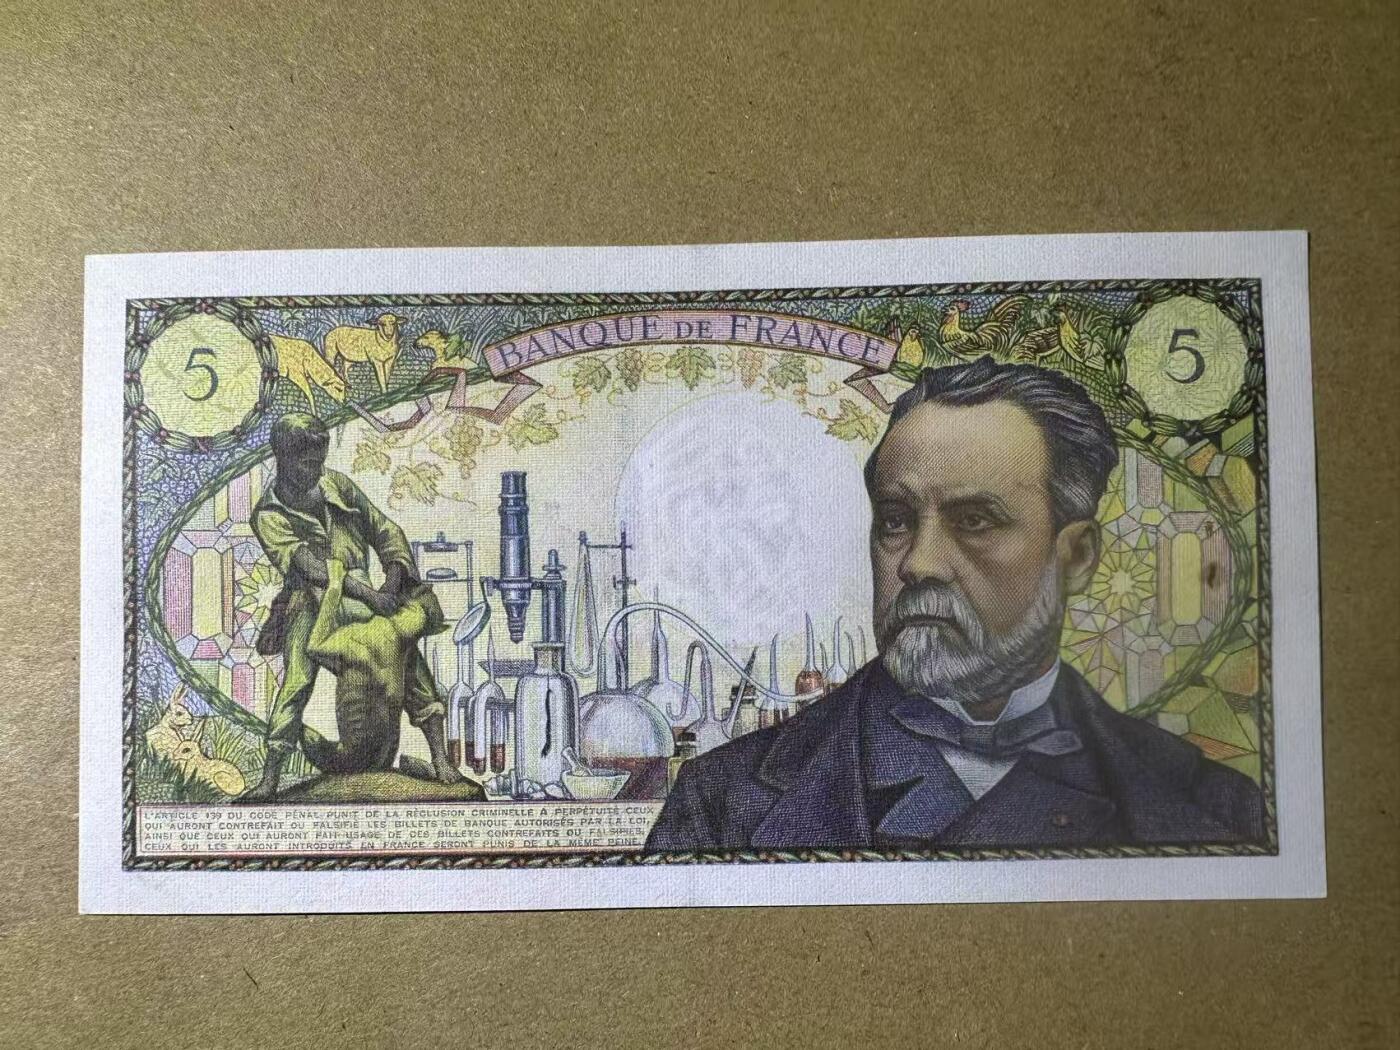 5
BANQUE DE FRANCE
5
L'ARTICLE 139 DU CODE PÉNAL PUNIT DE LA RÉCLUSION CRIMINELLE À PERPÉTUITÉ CEUX
QUI AURONT CONTREFAIT OU FALSIFIÉ LES BILLETS DE BANQUE AUTORISÉS PAR LA LOI,
AINSI QUE CEUX QUI AURONT FAIT USAGE DE CES BILLETS CONTREFAITS OU FALSIFIÉS.
CEUX QUI LES AURONT INTRODUITS EN FRANCE SERONT PUNIS DE LA MÊME PEINE.